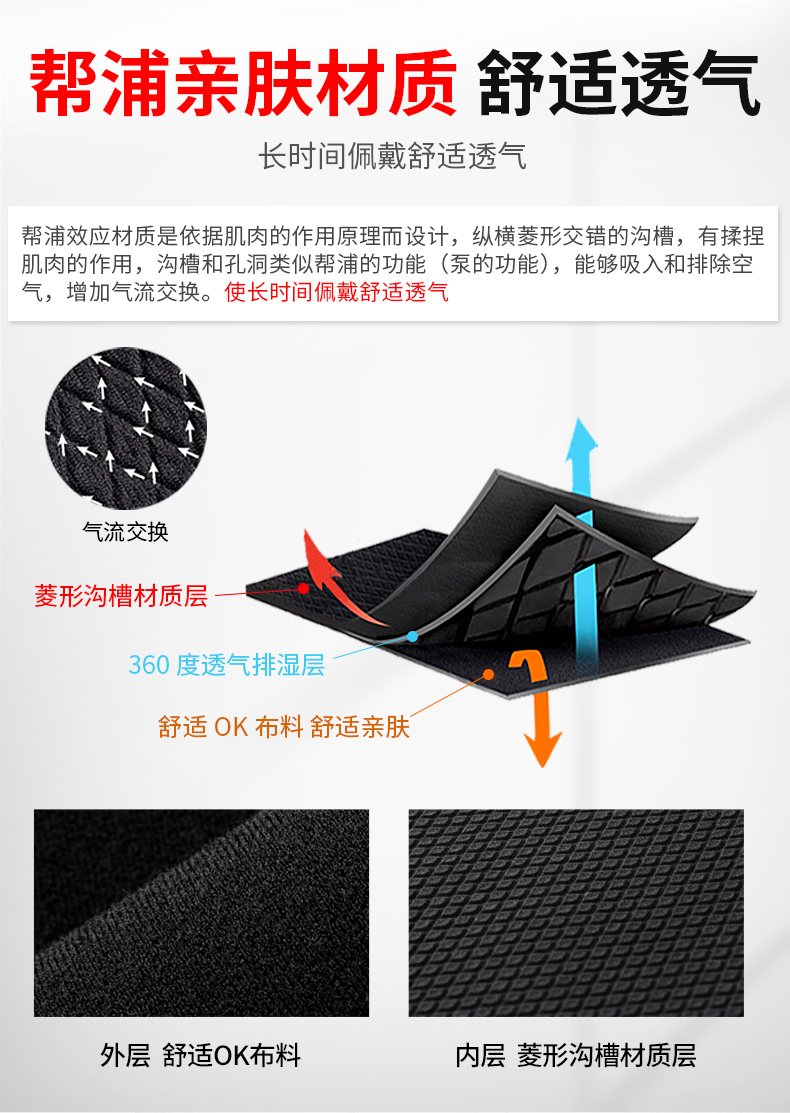 帮浦亲肤材质 舒适透气
长时间佩戴舒适透气
帮浦效应材质是依据肌肉的作用原理而设计，纵横菱形交错的沟槽，有揉捏
肌肉的作用，沟槽和孔洞类似帮浦的功能（泵的功能），能够吸入和排除空
气，增加气流交换。使长时间佩戴舒适透气
气流交换
菱形沟槽材质层
360 度透气排湿层
舒适 OK 布料 舒适亲肤
外层 舒适OK布料
内层 菱形沟槽材质层